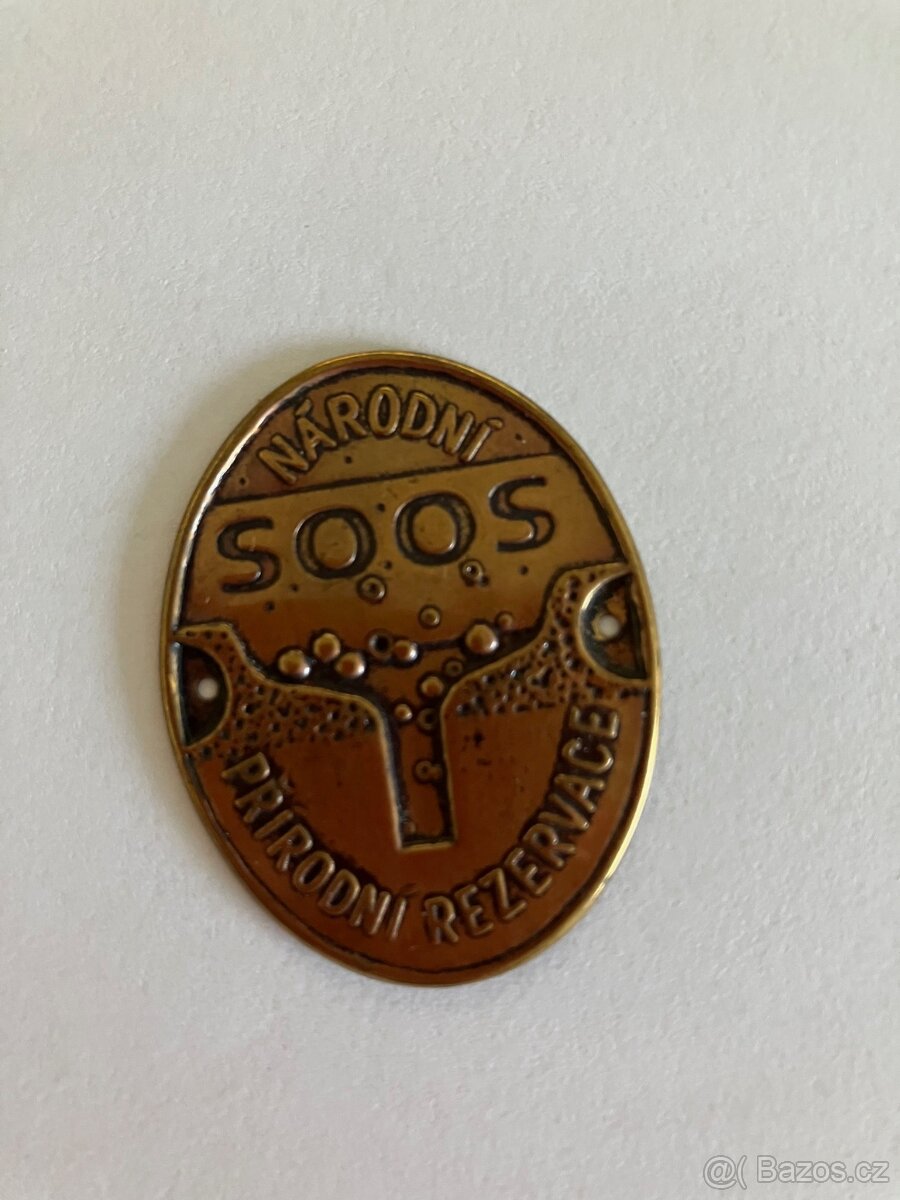 NÁRODNÍ
SOOS
PŘÍRODNÍ REZERVACE
@( Bazos.cz